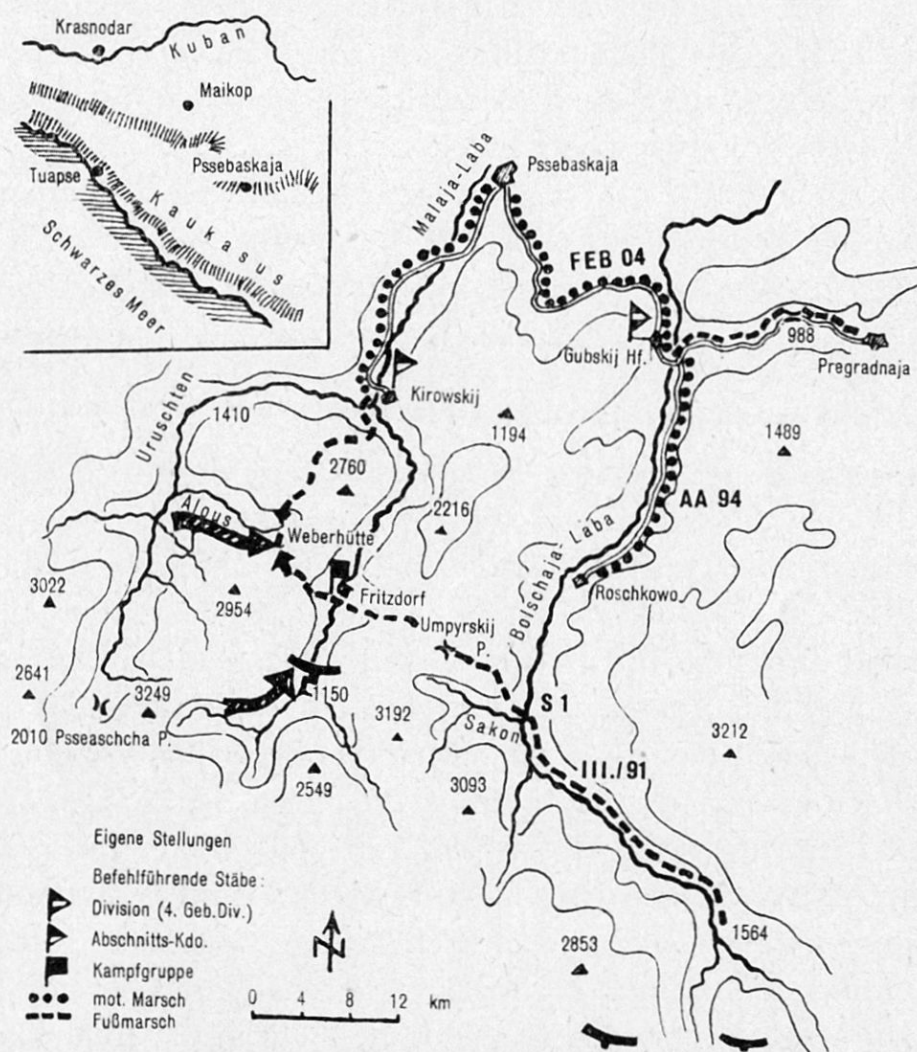 Krasnodar
Kuban
Maikop
Pssebaskaja
Tuapse
Kaukasus
Schwarzes Meer
Malaja-Laba
Pssebaskaja
FEB 04
Gubskij Hf.
988
Pregradnaja
Kirowskij
Uruschten
1410
1194
1489
2760
2216
AA 94
Alous
Weberhütte
Bolschaja-Laba
3022
2954
Fritzdorf
Roschkowo
Umpyrskij
P.
2641
3249
1150
3192
S 1
Sakon
3212
2010 Psseaschcha P.
2549
3093
III./91
Eigene Stellungen
Befehlführende Stäbe:
Division (4. Geb.Div.)
Abschnitts-Kdo.
Kampfgruppe
mot. Marsch
Fußmarsch
N
0 4 8 12 km
2853
1564